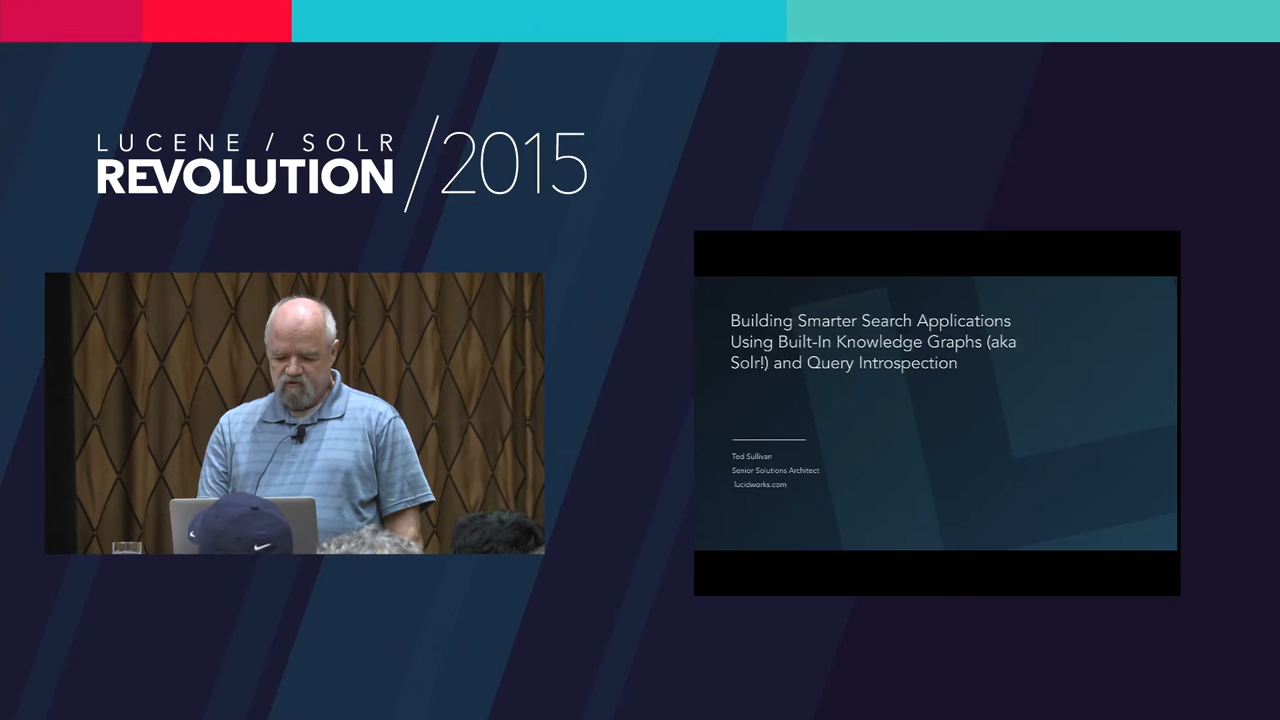 LUCENE / SOLR
REVOLUTION
/2015
Building Smarter Search Applications
Using Built-In Knowledge Graphs (aka
Solr!) and Query Introspection
Ted Sullivan
Senior Solutions Architect
lucidworks.com